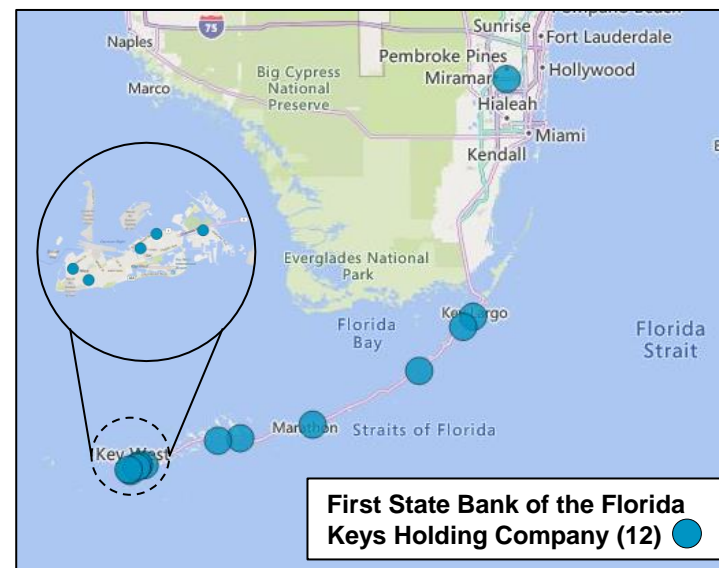 Pompano Beach
Sunrise
Naples
75
Fort Lauderdale
Pembroke Pines
Big Cypress
National
Preserve
Miramar
Hollywood
Marco
Hialeah
Miami
Kendall
Everglades National
Park
Key Largo
Florida
Bay
Florida
Strait
Marathon
Straits of Florida
Key West
First State Bank of the Florida
Keys Holding Company (12)